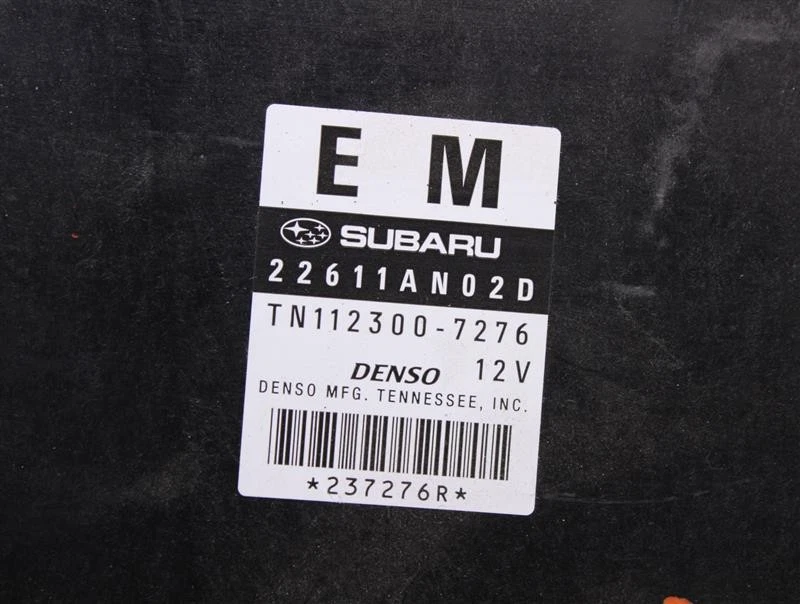 E M
SUBARU
22611AN02D
TN112300-7276
DENSO 12V
DENSO MFG. TENNESSEE, INC.
*237276R*